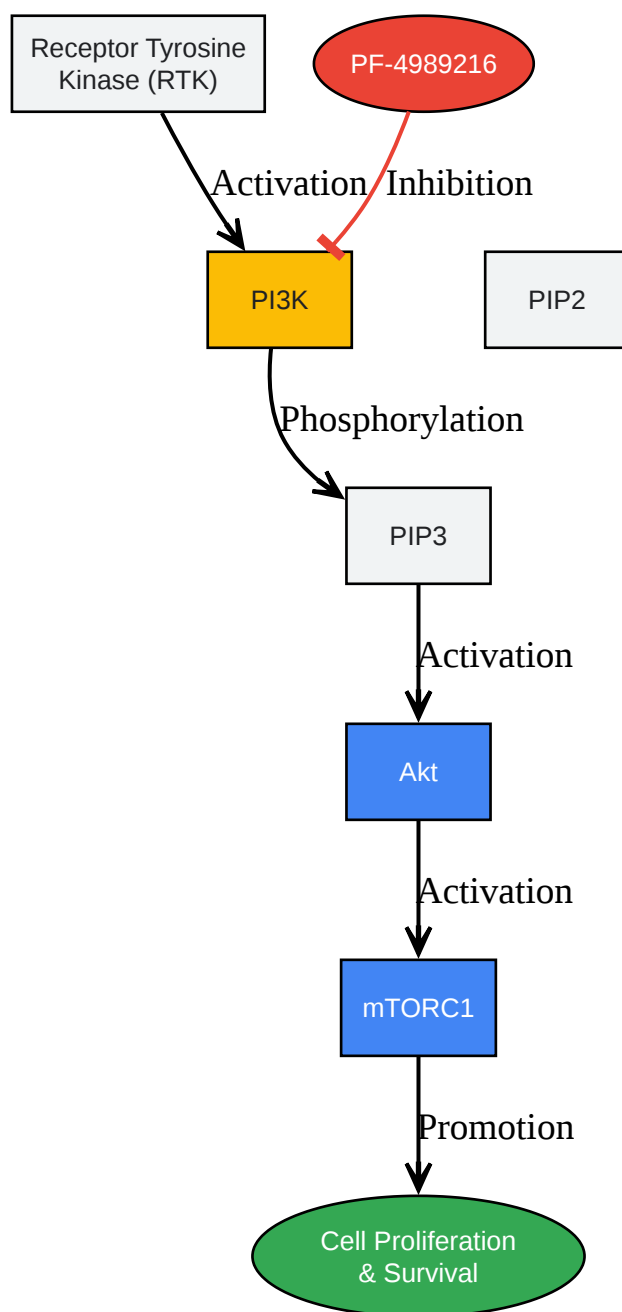 Receptor Tyrosine
Kinase (RTK)
PF-4989216
Activation
Inhibition
PI3K
PIP2
Phosphorylation
PIP3
Activation
Akt
Activation
mTORC1
Promotion
Cell Proliferation
& Survival